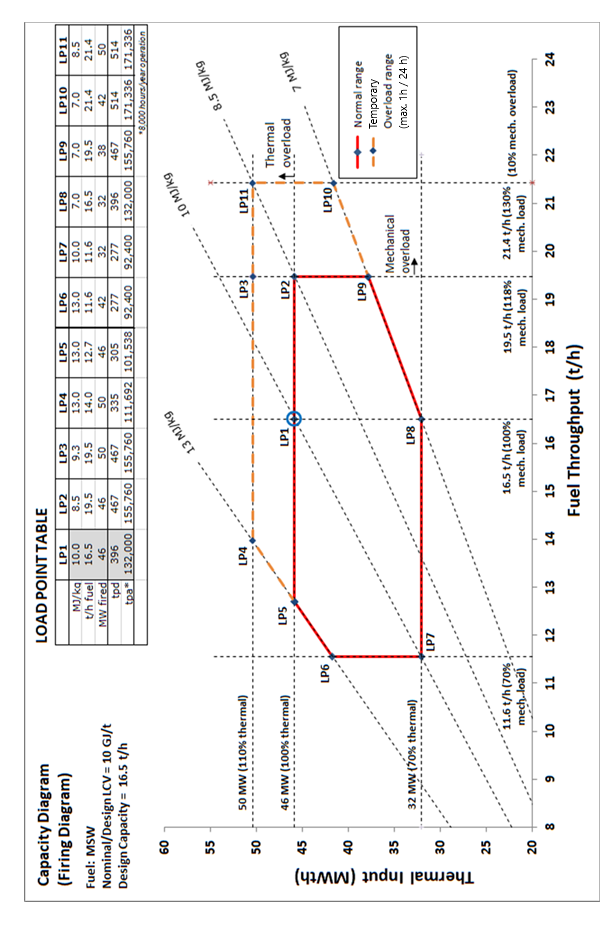 Capacity Diagram
(Firing Diagram)
Fuel: MSW
Nominal/Design LCV = 10 GJ/t
Design Capacity = 16.5 t/h
LOAD POINT TABLE
LP1 LP2 LP3 LP4 LP5 LP6 LP7 LP8 LP9 LP10 LP11
MJ/kg 10.0 8.5 9.3 13.0 13.0 13.0 10.0 7.0 7.0 7.0 8.5
t/h fuel 16.5 19.5 19.5 14.0 12.7 11.6 11.6 16.5 19.5 21.4 21.4
MW fired 46 46 50 50 46 42 32 32 38 42 50
tpd 396 467 467 335 305 277 277 396 467 514 514
tpa* 132,000 155,760 155,760 111,692 101,538 92,400 92,400 132,000 155,760 171,336 171,336
*8,000 hours/year operation
13 MJ/kg
10 MJ/kg
8.5 MJ/kg
7 MJ/kg
50 MW (110% thermal)
46 MW (100% thermal)
32 MW (70% thermal)
LP4
LP3
LP11
Thermal
overload
LP5
LP1
LP2
LP6
LP10
LP9
LP7
LP8
Mechanical
overload
Normal range
Temporary
Overload range
(max. 1h / 24 h)
11.6 t/h (70%
mech. load)
16.5 t/h (100%
mech. load)
19.5 t/h (118%
mech. load)
21.4 t/h (130%
mech. load)
(10% mech. overload)
Thermal Input (MWth)
60
55
50
45
40
35
30
25
20
8 9 10 11 12 13 14 15 16 17 18 19 20 21 22 23 24
Fuel Throughput (t/h)